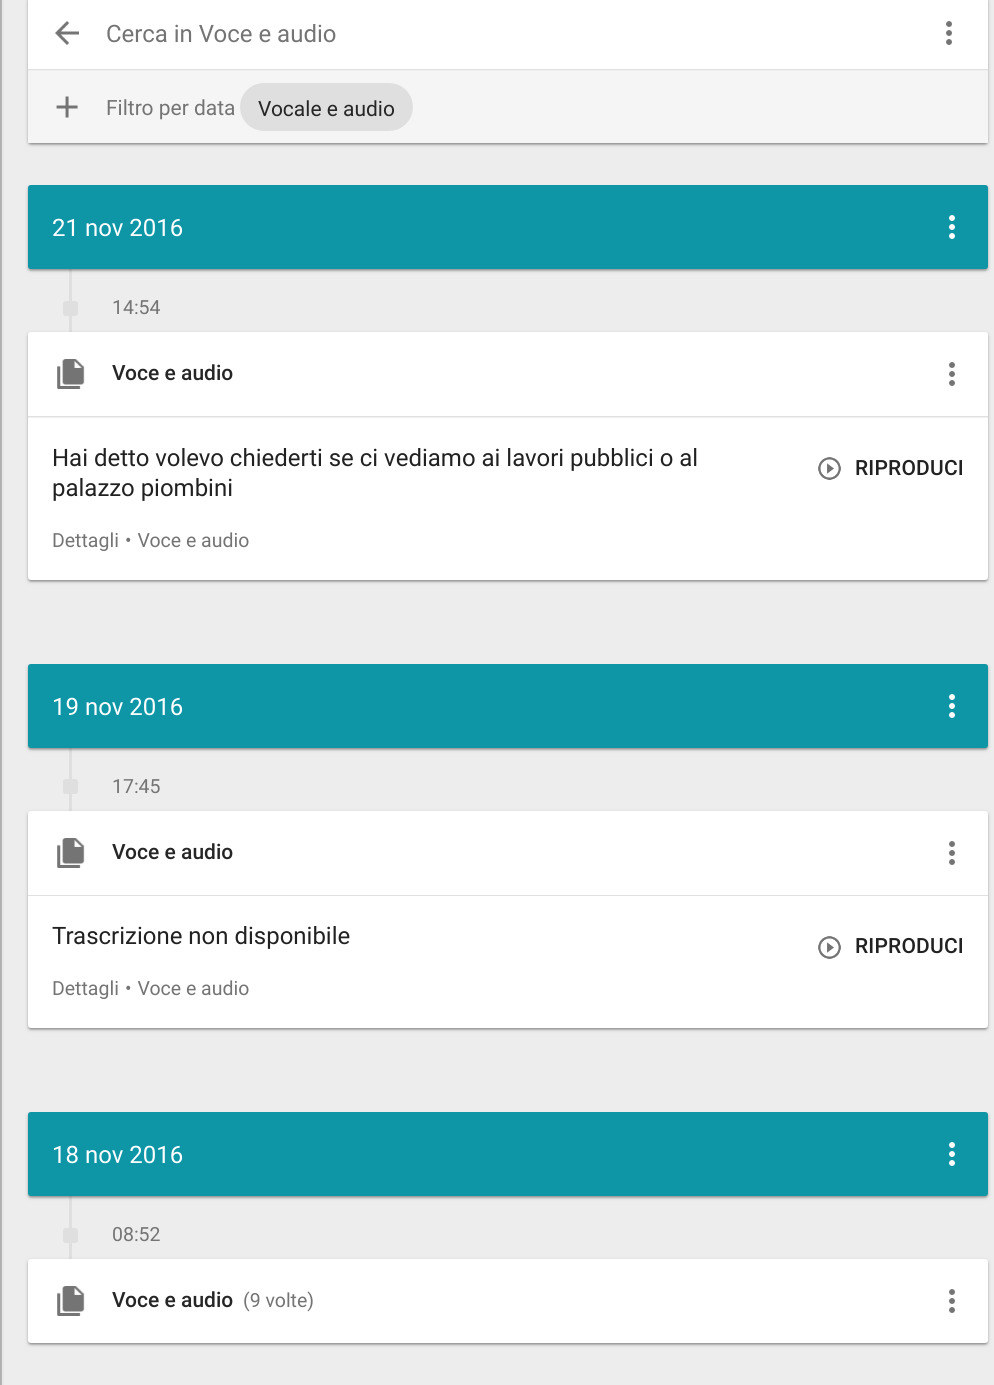 Cerca in Voce e audio
Filtro per data Vocale e audio
21 nov 2016
14:54
Voce e audio
Hai detto volevo chiederti se ci vediamo ai lavori pubblici o al
palazzo piombini
RIPRODUCI
Dettagli • Voce e audio
19 nov 2016
17:45
Voce e audio
Trascrizione non disponibile
RIPRODUCI
Dettagli • Voce e audio
18 nov 2016
08:52
Voce e audio (9 volte)